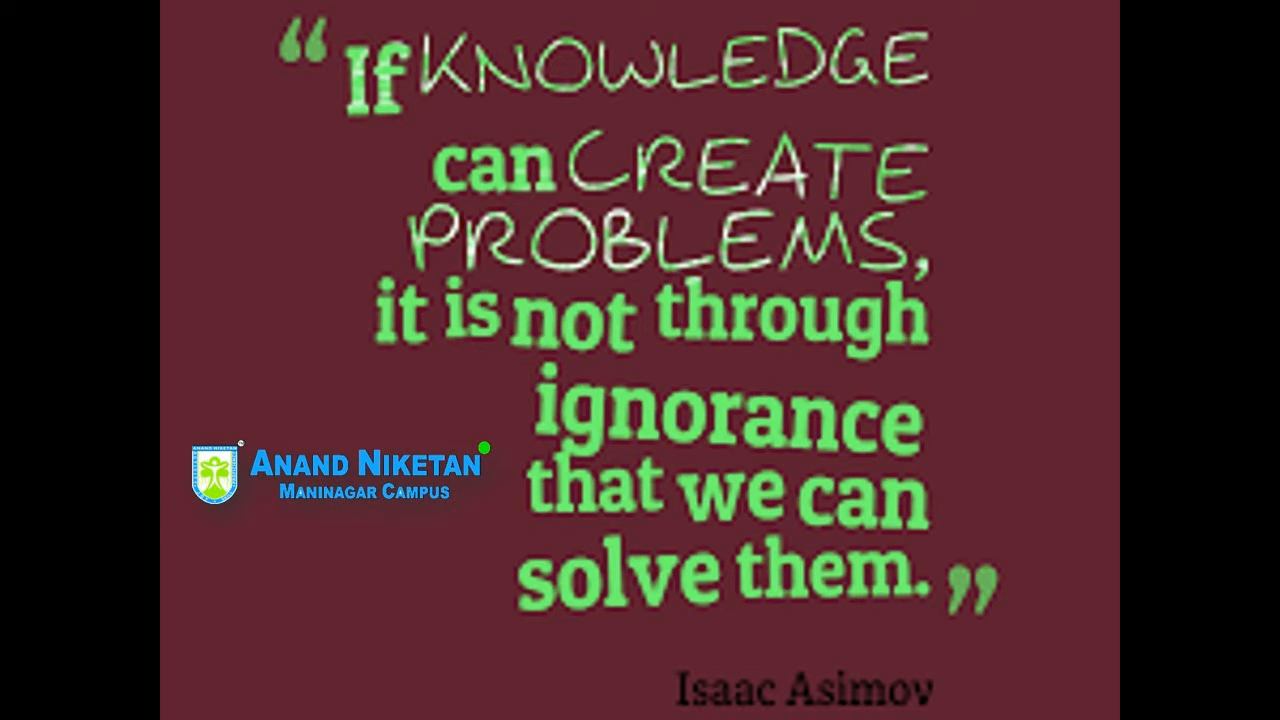 “If KNOWLEDGE
can CREATE
PROBLEMS,
it is not through
ignorance
that we can
solve them.”
Isaac Asimov
ANAND NIKETAN
MANINAGAR CAMPUS